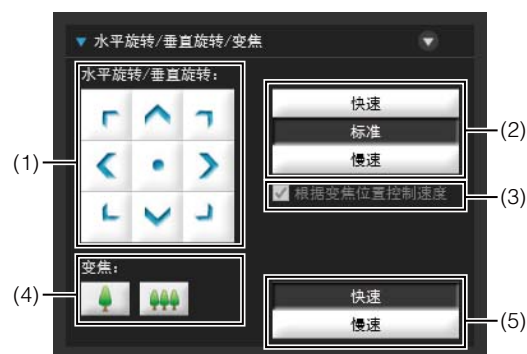 水平旋转/垂直旋转/变焦
水平旋转/垂直旋转:
(1)
快速
标准
慢速
(2)
根据变焦位置控制速度
(3)
变焦:
(4)
快速
慢速
(5)